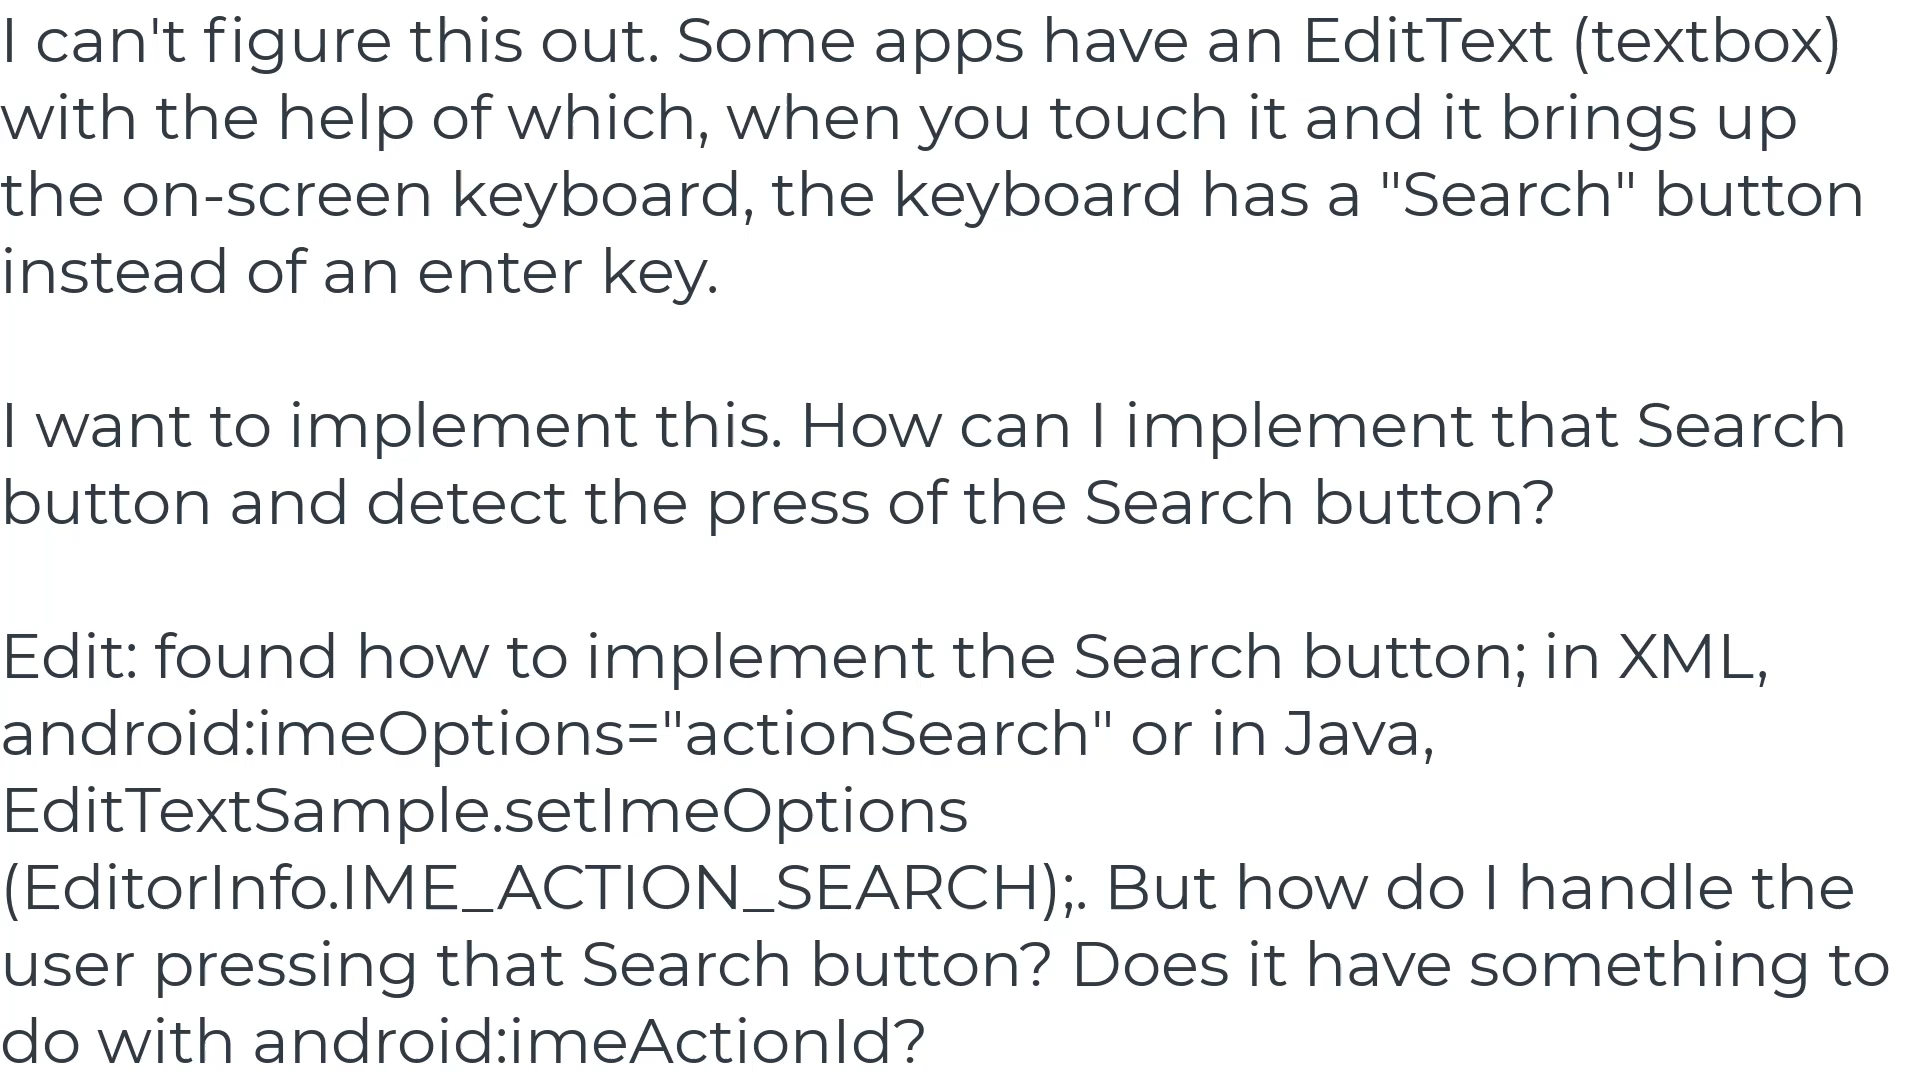 I can't figure this out. Some apps have an EditText (textbox)
with the help of which, when you touch it and it brings up
the on-screen keyboard, the keyboard has a "Search" button
instead of an enter key.
I want to implement this. How can I implement that Search
button and detect the press of the Search button?
Edit: found how to implement the Search button; in XML,
android:imeOptions="actionSearch" or in Java,
EditTextSample.setImeOptions
(EditorInfo.IME_ACTION_SEARCH);. But how do I handle the
user pressing that Search button? Does it have something to
do with android:imeActionId?